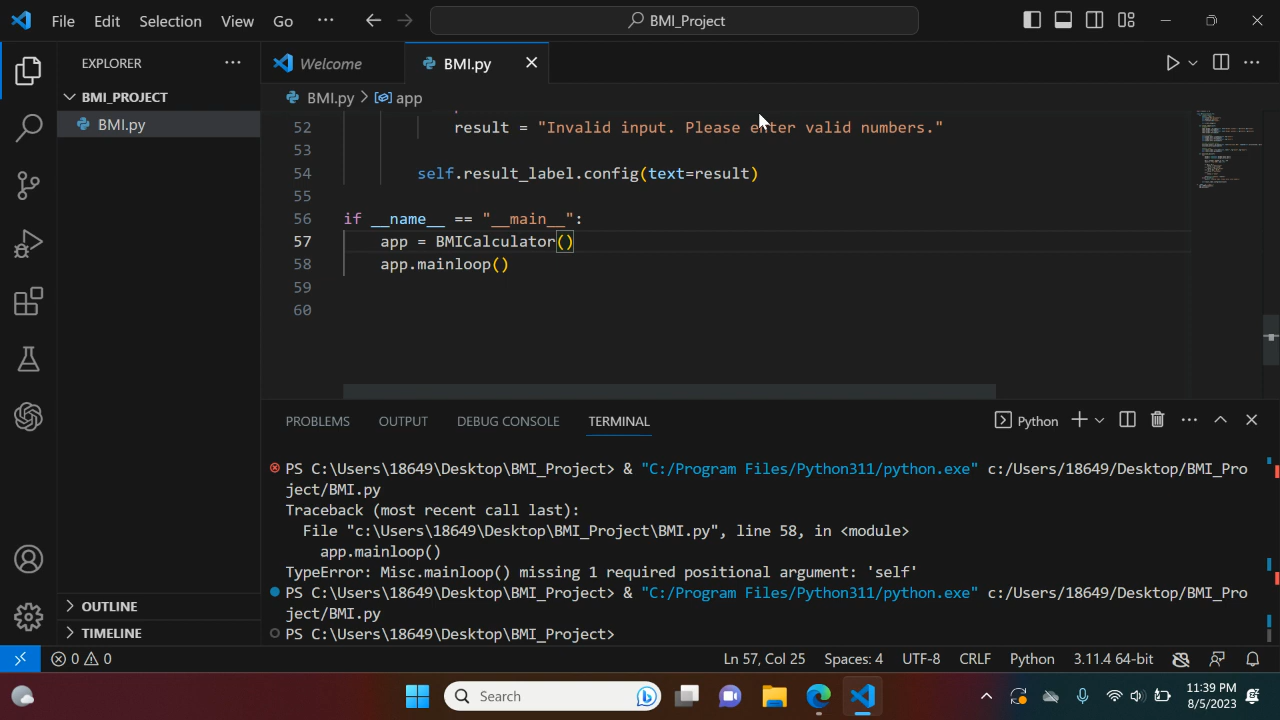 File Edit Selection View Go ··· BMI_Project
EXPLORER ···
BMI_PROJECT
BMI.py
OUTLINE
TIMELINE
Welcome BMI.py
BMI.py > app
52 result = "Invalid input. Please enter valid numbers."
53
54 self.result_label.config(text=result)
55
56 if __name__ == "__main__":
57 app = BMICalculator()
58 app.mainloop()
59
60
PROBLEMS OUTPUT DEBUG CONSOLE TERMINAL Python
PS C:\Users\18649\Desktop\BMI_Project> & "C:/Program Files/Python311/python.exe" c:/Users/18649/Desktop/BMI_Pro
ject/BMI.py
Traceback (most recent call last):
File "c:\Users\18649\Desktop\BMI_Project\BMI.py", line 58, in <module>
app.mainloop()
TypeError: Misc.mainloop() missing 1 required positional argument: 'self'
PS C:\Users\18649\Desktop\BMI_Project> & "C:/Program Files/Python311/python.exe" c:/Users/18649/Desktop/BMI_Pro
ject/BMI.py
PS C:\Users\18649\Desktop\BMI_Project>
0 0 Ln 57, Col 25 Spaces: 4 UTF-8 CRLF Python 3.11.4 64-bit
Search
11:39 PM
8/5/2023